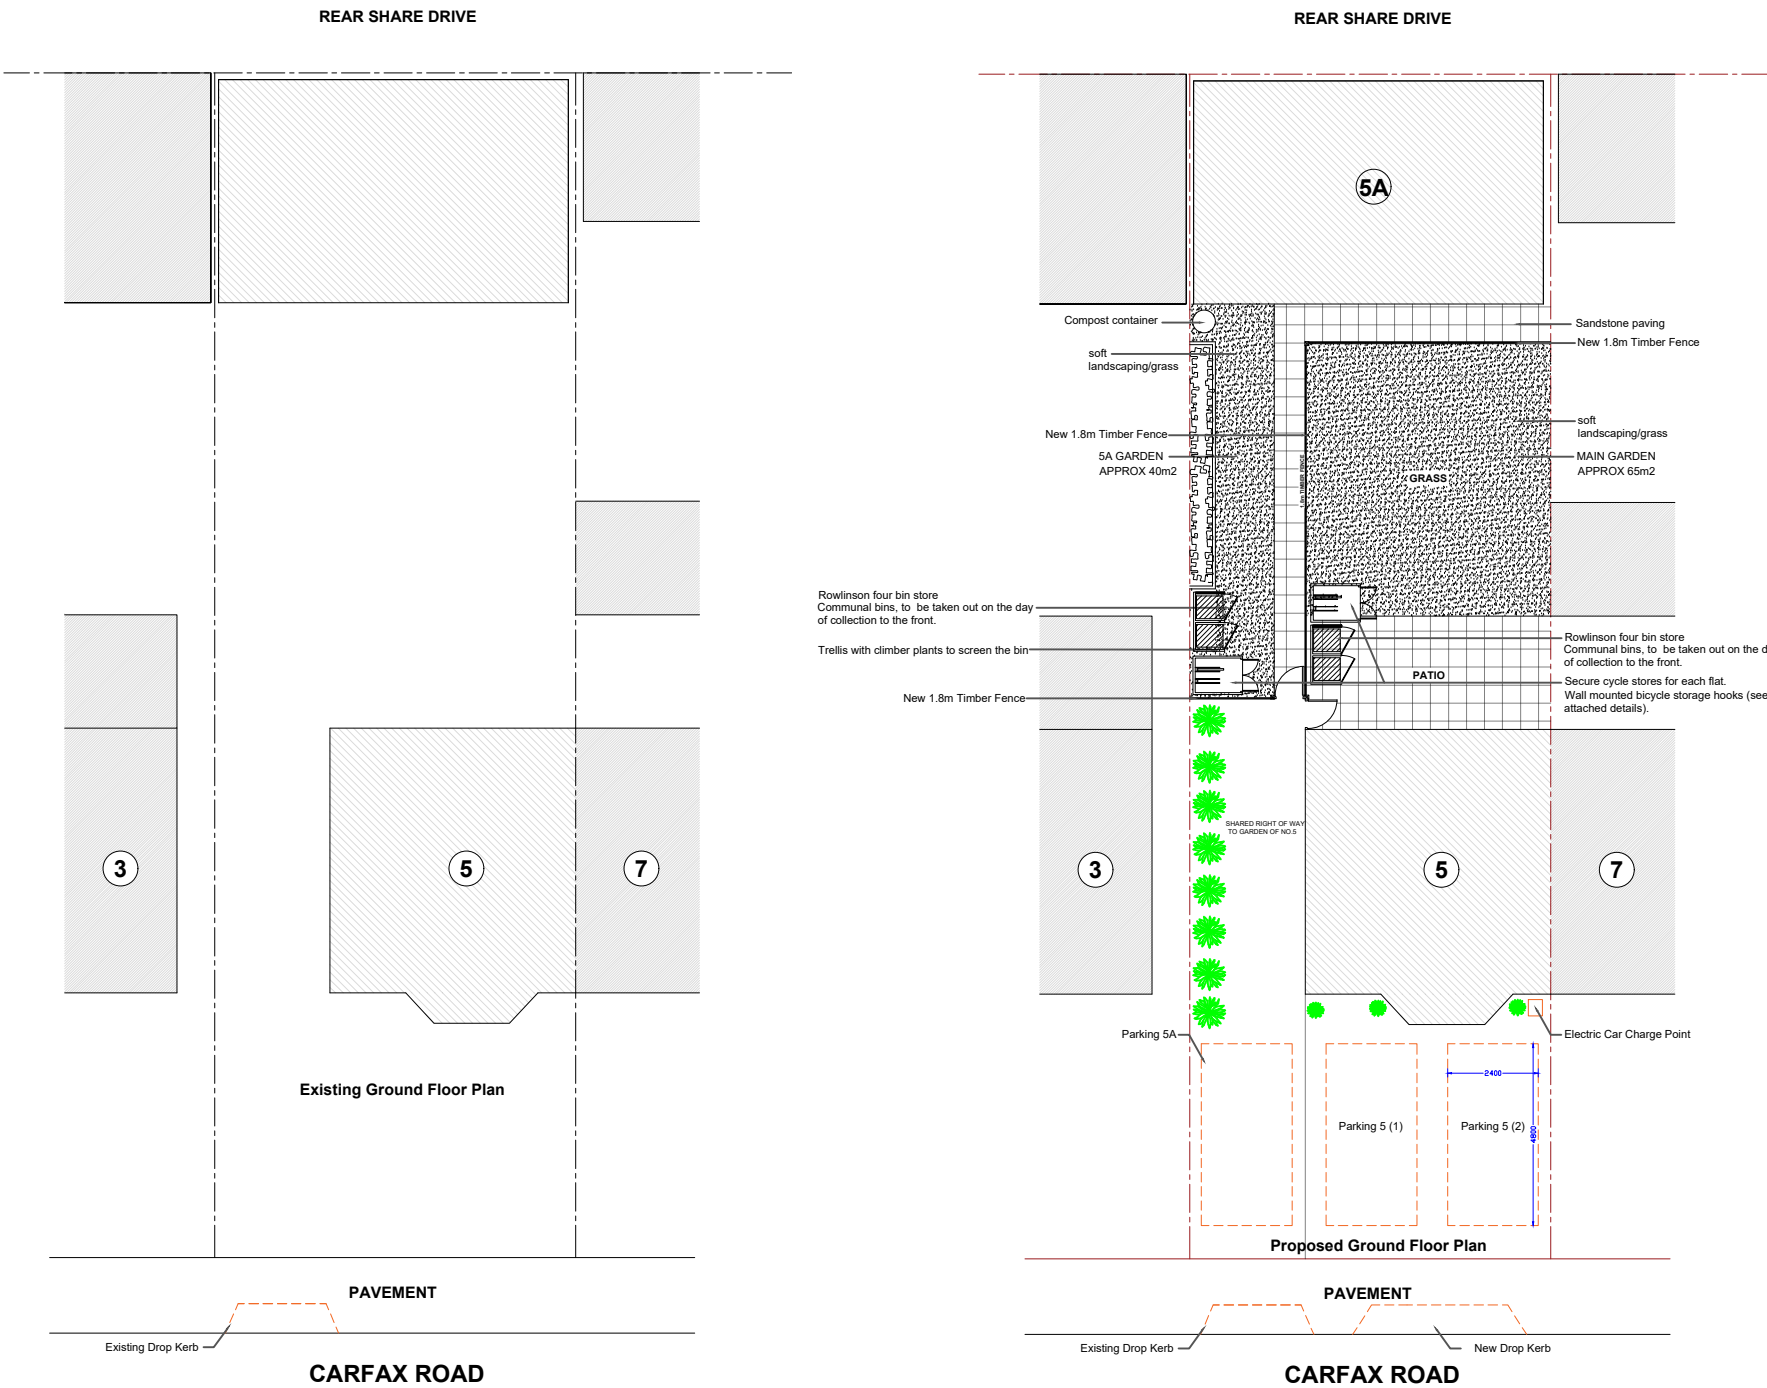 REAR SHARE DRIVE
3
5
7
Existing Ground Floor Plan
PAVEMENT
Existing Drop Kerb
CARFAX ROAD
REAR SHARE DRIVE
5A
Compost container
soft
landscaping/grass
New 1.8m Timber Fence
5A GARDEN
APPROX 40m2
Rowlinson four bin store
Communal bins, to be taken out on the day
of collection to the front.
Trellis with climber plants to screen the bin
New 1.8m Timber Fence
Sandstone paving
New 1.8m Timber Fence
soft
landscaping/grass
MAIN GARDEN
APPROX 65m2
GRASS
1.8m TIMBER FENCE
Rowlinson four bin store
Communal bins, to be taken out on the d
of collection to the front.
PATIO
Secure cycle stores for each flat.
Wall mounted bicycle storage hooks (see
attached details).
SHARED RIGHT OF WAY
TO GARDEN OF NO.5
3
5
7
Parking 5A
Electric Car Charge Point
2400
4800
Parking 5 (1)
Parking 5 (2)
Proposed Ground Floor Plan
PAVEMENT
Existing Drop Kerb
New Drop Kerb
CARFAX ROAD